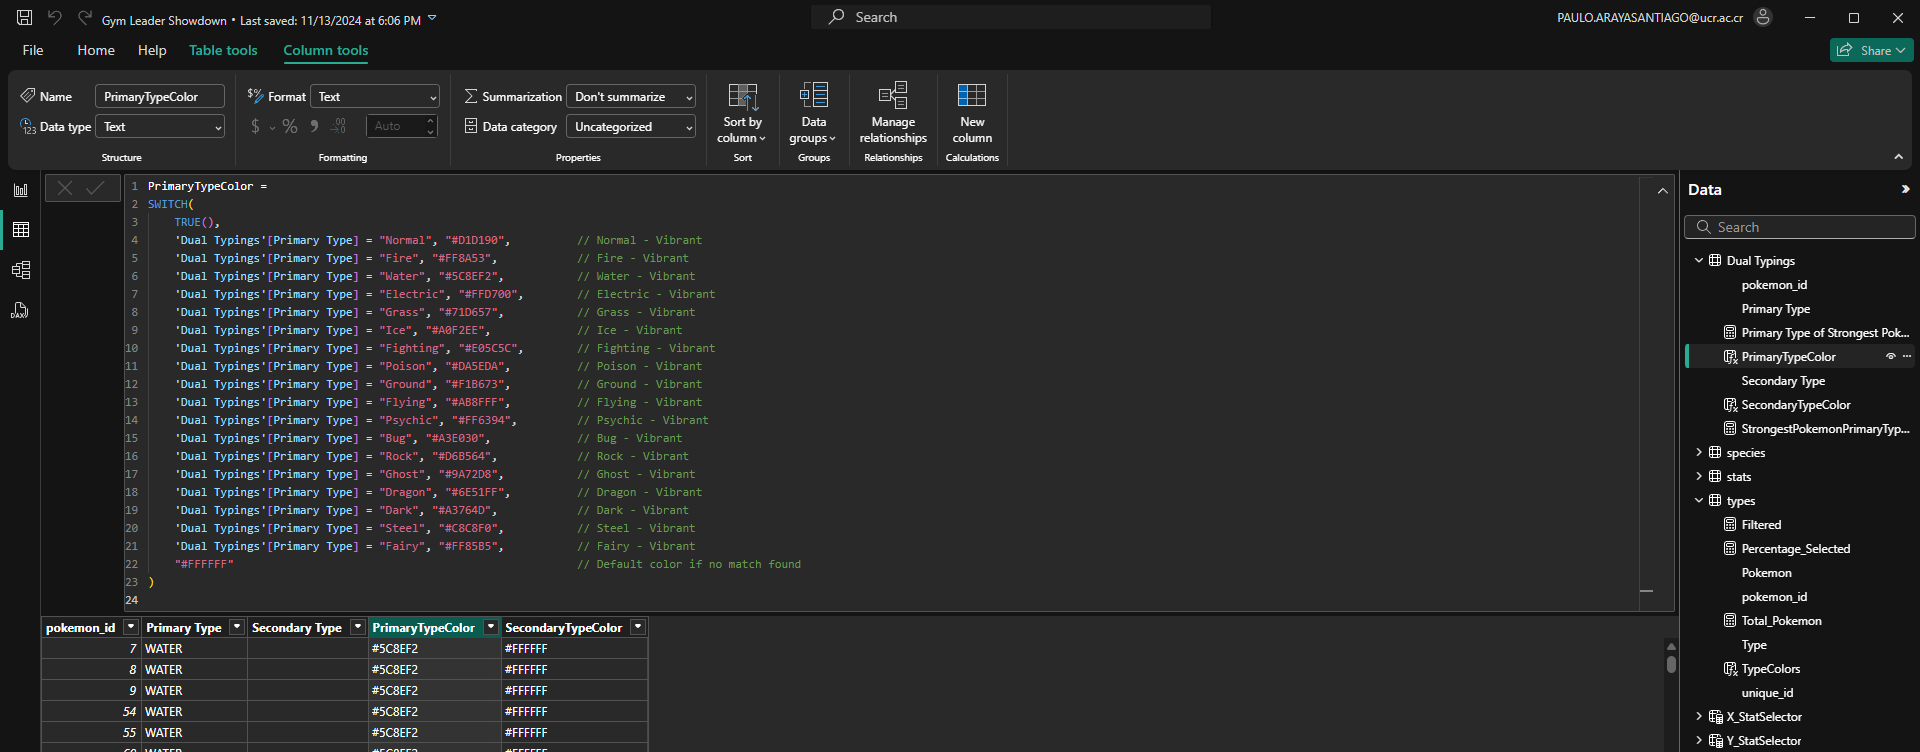 Gym Leader Showdown • Last saved: 11/13/2024 at 6:06 PM
Search
PAULO.ARAYASANTIAGO@ucr.ac.cr
File Home Help Table tools Column tools
Share
Name PrimaryTypeColor
Data type Text
Structure
Format Text
$ % 9 .00 Auto
Formatting
Summarization Don't summarize
Data category Uncategorized
Properties
Sort by column
Sort
Data groups
Groups
Manage relationships
Relationships
New column
Calculations
1 PrimaryTypeColor =
2 SWITCH(
3 TRUE(),
4 'Dual Typings'[Primary Type] = "Normal", "#D1D190", // Normal - Vibrant
5 'Dual Typings'[Primary Type] = "Fire", "#FF8A53", // Fire - Vibrant
6 'Dual Typings'[Primary Type] = "Water", "#5C8EF2", // Water - Vibrant
7 'Dual Typings'[Primary Type] = "Electric", "#FFD700", // Electric - Vibrant
8 'Dual Typings'[Primary Type] = "Grass", "#71D657", // Grass - Vibrant
9 'Dual Typings'[Primary Type] = "Ice", "#A0F2EE", // Ice - Vibrant
10 'Dual Typings'[Primary Type] = "Fighting", "#E05C5C", // Fighting - Vibrant
11 'Dual Typings'[Primary Type] = "Poison", "#DA5EDA", // Poison - Vibrant
12 'Dual Typings'[Primary Type] = "Ground", "#F1B673", // Ground - Vibrant
13 'Dual Typings'[Primary Type] = "Flying", "#AB8FFF", // Flying - Vibrant
14 'Dual Typings'[Primary Type] = "Psychic", "#FF6394", // Psychic - Vibrant
15 'Dual Typings'[Primary Type] = "Bug", "#A3E030", // Bug - Vibrant
16 'Dual Typings'[Primary Type] = "Rock", "#D6B564", // Rock - Vibrant
17 'Dual Typings'[Primary Type] = "Ghost", "#9A72D8", // Ghost - Vibrant
18 'Dual Typings'[Primary Type] = "Dragon", "#6E51FF", // Dragon - Vibrant
19 'Dual Typings'[Primary Type] = "Dark", "#A3764D", // Dark - Vibrant
20 'Dual Typings'[Primary Type] = "Steel", "#C8C8F0", // Steel - Vibrant
21 'Dual Typings'[Primary Type] = "Fairy", "#FF85B5", // Fairy - Vibrant
22 "#FFFFFF" // Default color if no match found
23 )
24
pokemon_id Primary Type Secondary Type PrimaryTypeColor SecondaryTypeColor
7 WATER #5C8EF2 #FFFFFF
8 WATER #5C8EF2 #FFFFFF
9 WATER #5C8EF2 #FFFFFF
54 WATER #5C8EF2 #FFFFFF
55 WATER #5C8EF2 #FFFFFF
Data
Search
Dual Typings
pokemon_id
Primary Type
Primary Type of Strongest Pok...
PrimaryTypeColor
Secondary Type
SecondaryTypeColor
StrongestPokemonPrimaryTyp...
species
stats
types
Filtered
Percentage_Selected
Pokemon
pokemon_id
Total_Pokemon
Type
TypeColors
unique_id
X_StatSelector
Y_StatSelector